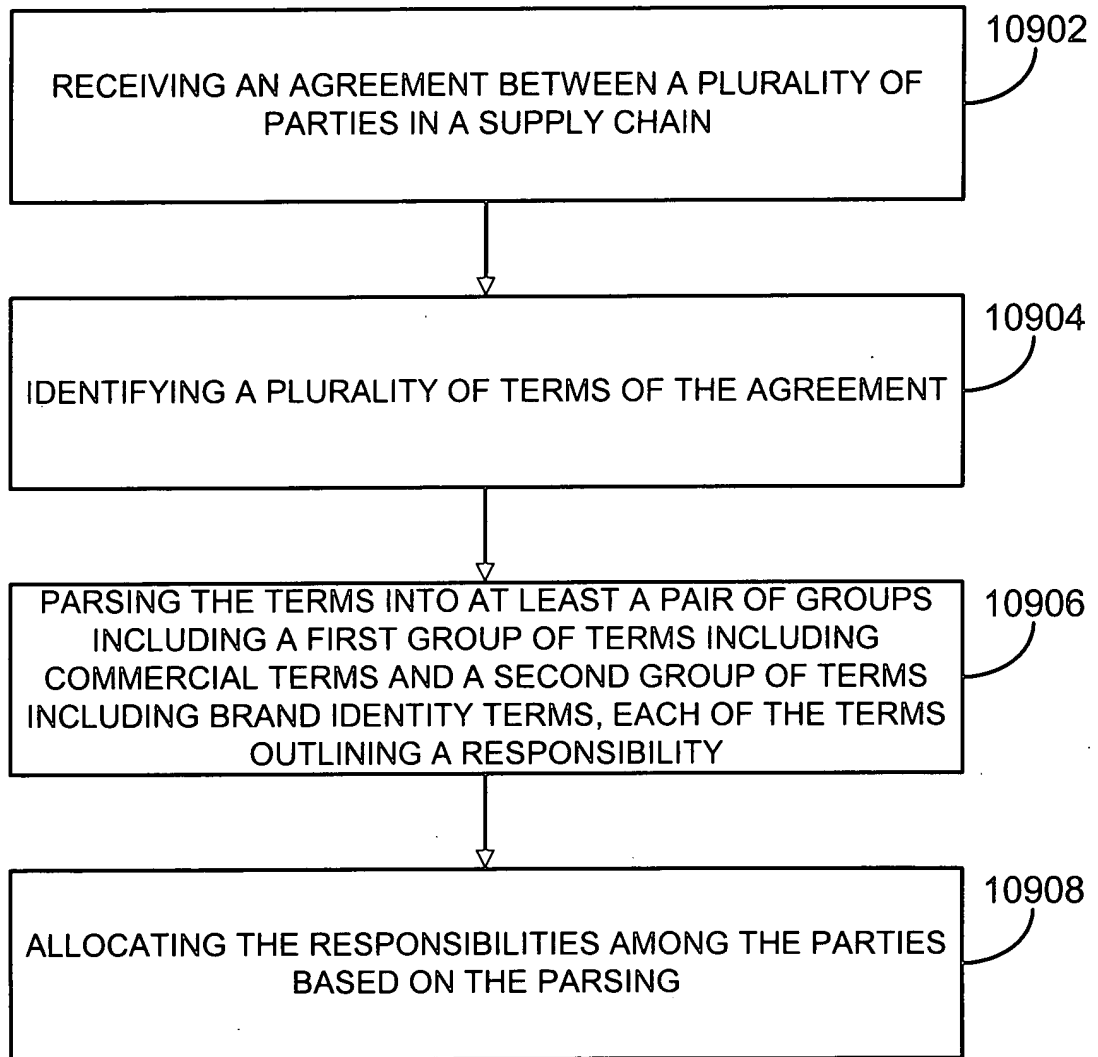 10902
RECEIVING AN AGREEMENT BETWEEN A PLURALITY OF
PARTIES IN A SUPPLY CHAIN
10904
IDENTIFYING A PLURALITY OF TERMS OF THE AGREEMENT
10906
PARSING THE TERMS INTO AT LEAST A PAIR OF GROUPS
INCLUDING A FIRST GROUP OF TERMS INCLUDING
COMMERCIAL TERMS AND A SECOND GROUP OF TERMS
INCLUDING BRAND IDENTITY TERMS, EACH OF THE TERMS
OUTLINING A RESPONSIBILITY
10908
ALLOCATING THE RESPONSIBILITIES AMONG THE PARTIES
BASED ON THE PARSING